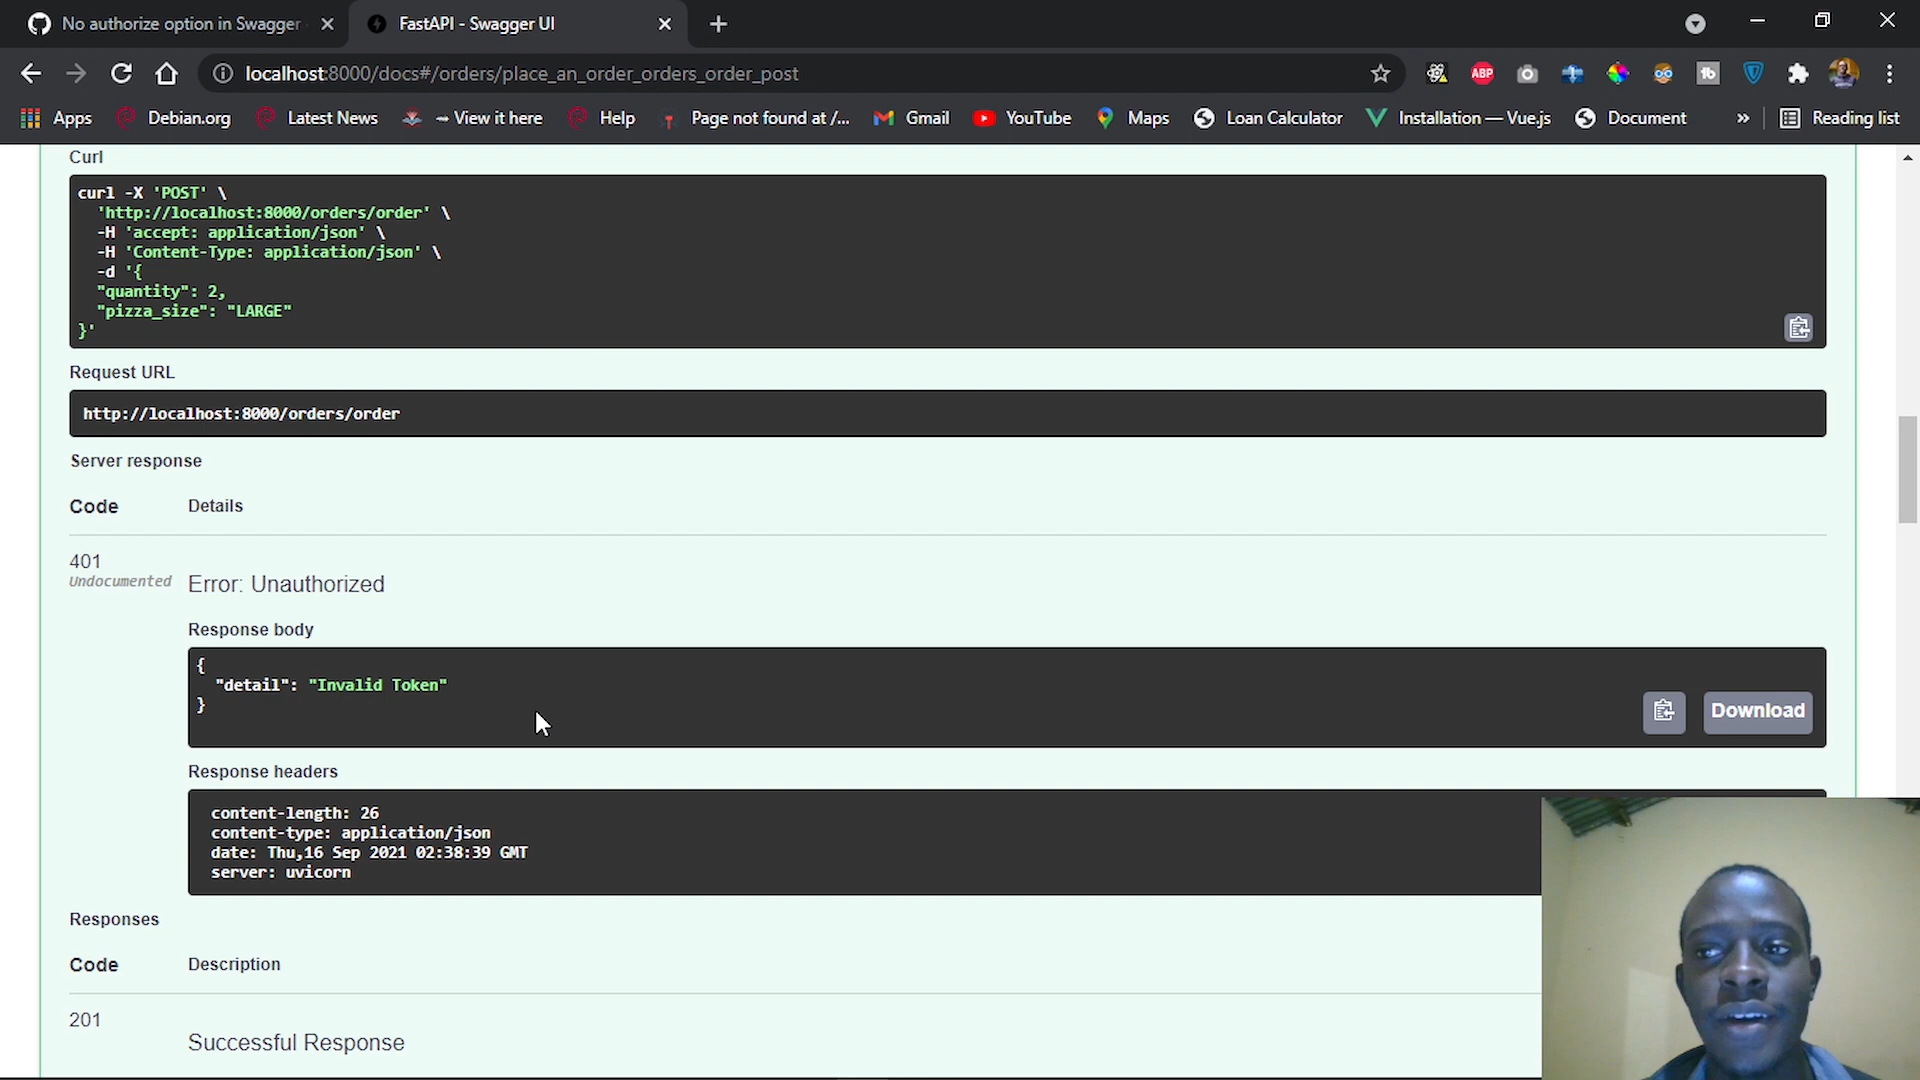 No authorize option in Swagger
FastAPI - Swagger UI
localhost:8000/docs#/orders/place_an_order_orders_order_post
ABP
tb
Apps
Debian.org
Latest News
View it here
Help
Page not found at /...
Gmail
YouTube
Maps
Loan Calculator
Installation — Vue.js
Document
»
Reading list
Curl
curl -X 'POST' \
'http://localhost:8000/orders/order' \
-H 'accept: application/json' \
-H 'Content-Type: application/json' \
-d '{
"quantity": 2,
"pizza_size": "LARGE"
}'
Request URL
http://localhost:8000/orders/order
Server response
Code Details
401
Undocumented
Error: Unauthorized
Response body
{
"detail": "Invalid Token"
}
Download
Response headers
content-length: 26
content-type: application/json
date: Thu,16 Sep 2021 02:38:39 GMT
server: uvicorn
Responses
Code Description
201
Successful Response